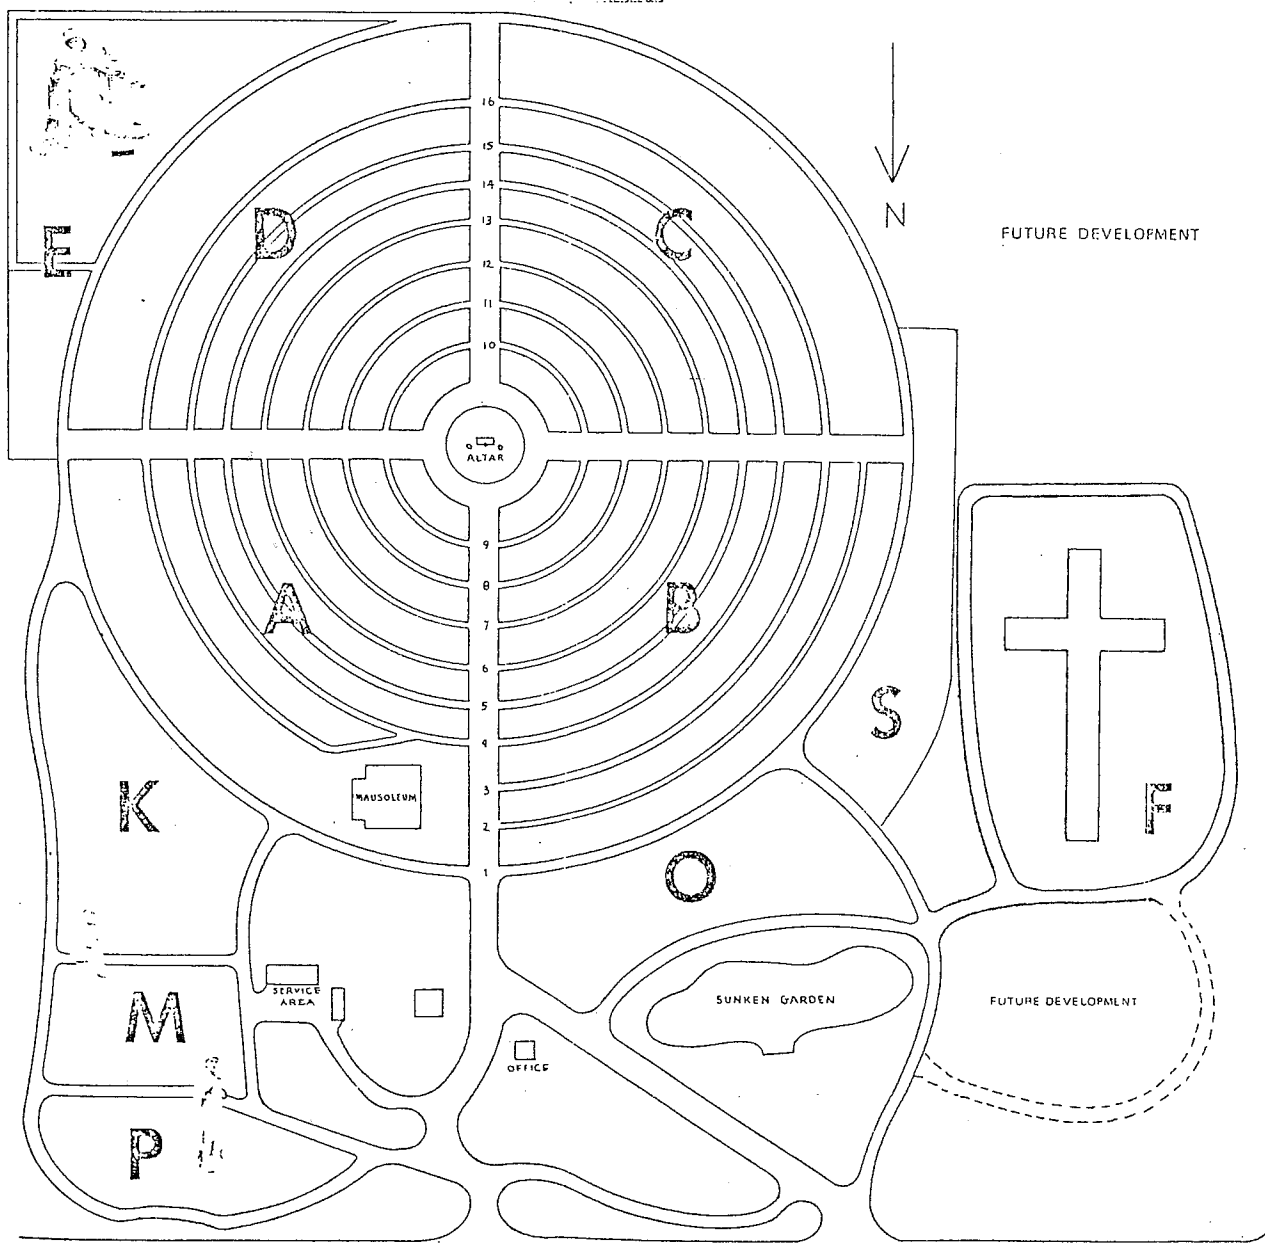 16
15
14
13
12
11
10
D
C
N
FUTURE DEVELOPMENT
E
ALTAR
9
8
7
6
5
4
3
2
1
A
B
S
F
K
MAUSOLEUM
O
SERVICE
AREA
SUNKEN GARDEN
FUTURE DEVELOPMENT
M
OFFICE
P